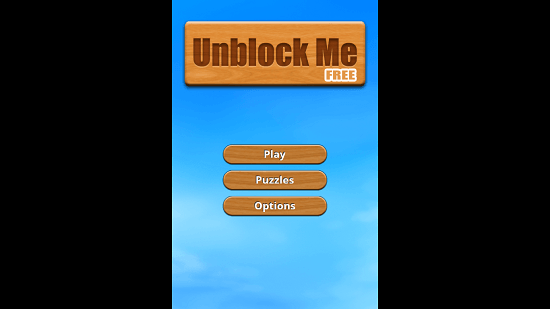 Unblock Me
FREE
Play
Puzzles
Options